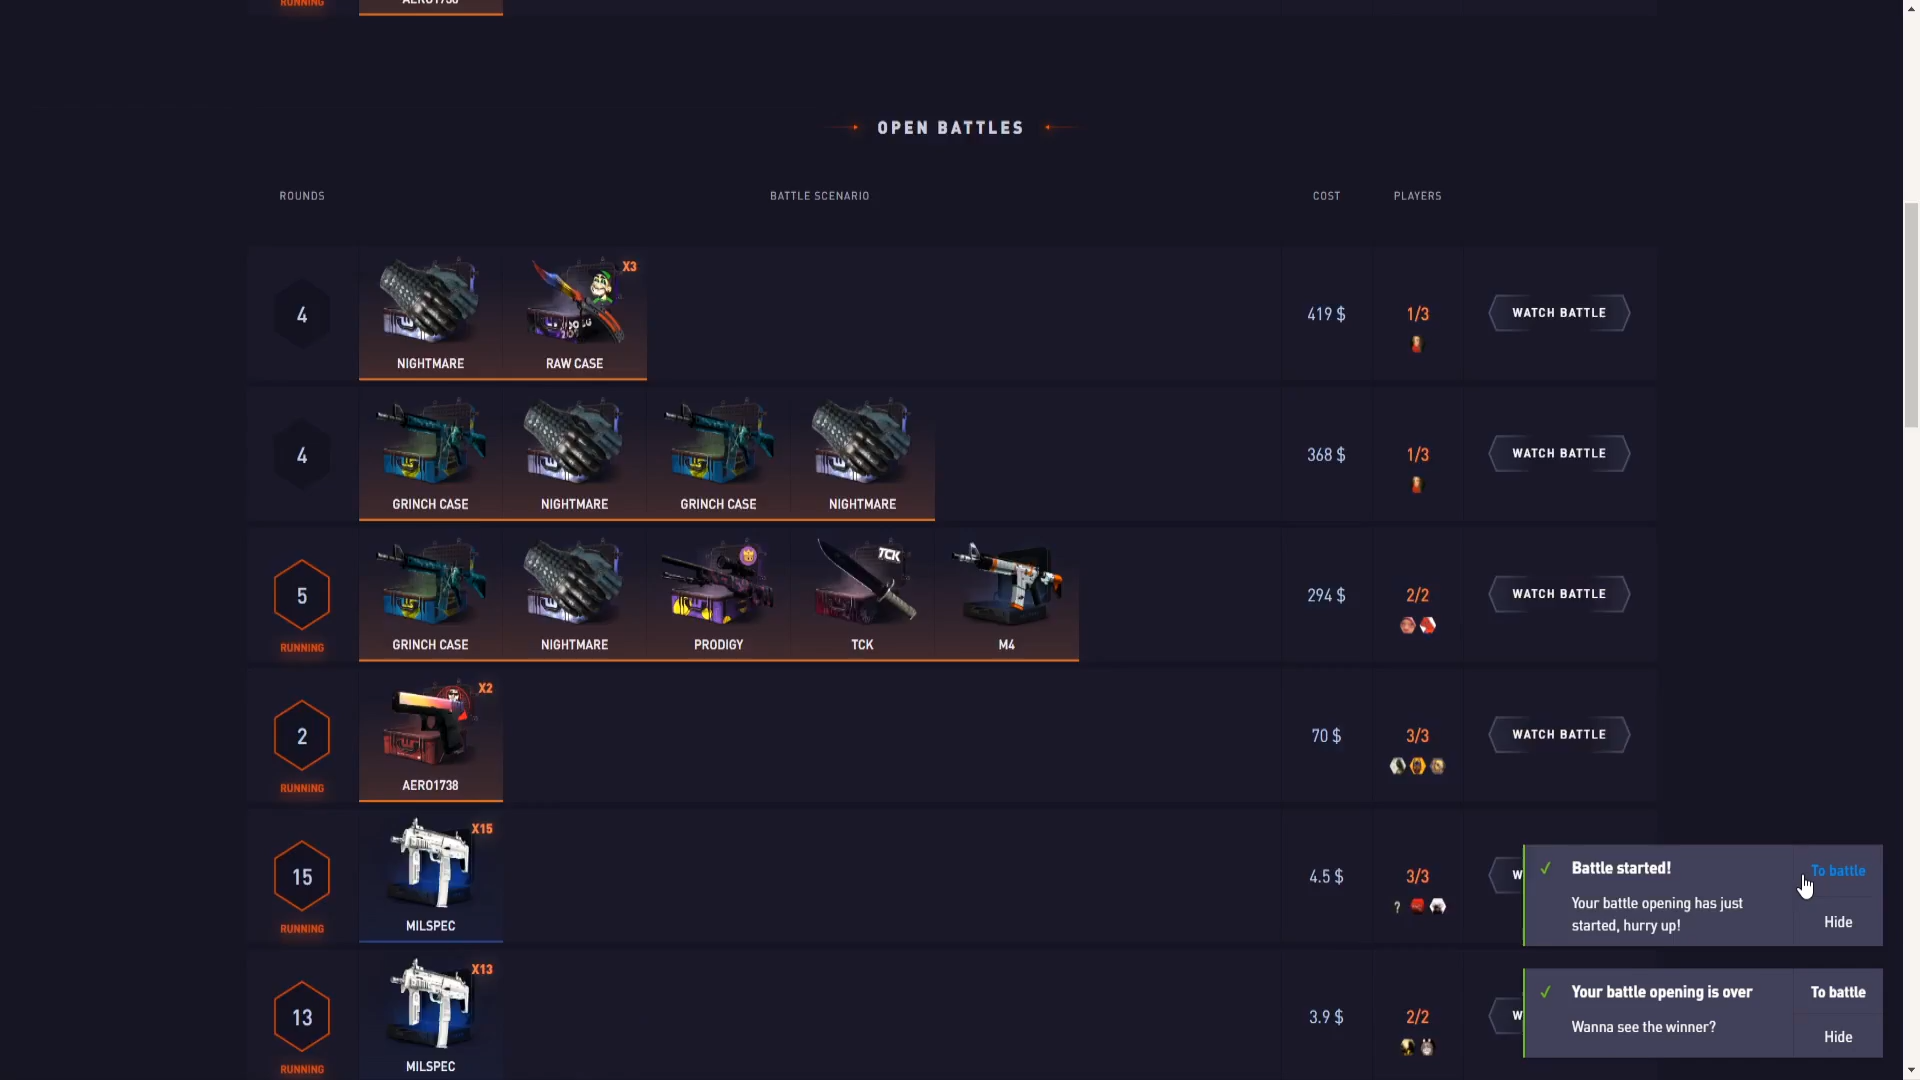 RUNNING
AERO1738
OPEN BATTLES
ROUNDS
BATTLE SCENARIO
COST
PLAYERS
4
X3
NIGHTMARE
RAW CASE
419 $
1/3
WATCH BATTLE
4
GRINCH CASE
NIGHTMARE
GRINCH CASE
NIGHTMARE
368 $
1/3
WATCH BATTLE
5
RUNNING
TCK
GRINCH CASE
NIGHTMARE
PRODIGY
TCK
M4
294 $
2/2
WATCH BATTLE
2
RUNNING
X2
AERO1738
70 $
3/3
WATCH BATTLE
15
RUNNING
X15
MILSPEC
4.5 $
3/3
?
W
Battle started!
To battle
Your battle opening has just
started, hurry up!
Hide
13
RUNNING
X13
MILSPEC
3.9 $
2/2
W
Your battle opening is over
To battle
Wanna see the winner?
Hide